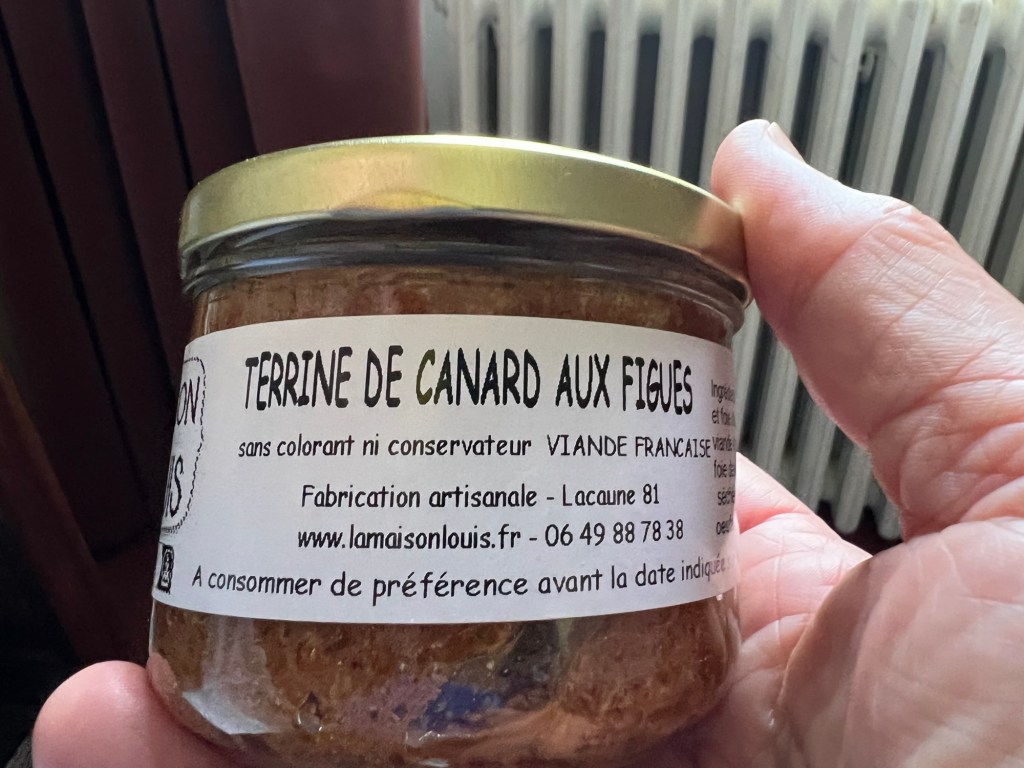 TERRINE DE CANARD AUX FIGUES
sans colorant ni conservateur VIANDE FRANCAISE
Fabrication artisanale - Lacaune 81
www.lamaisonlouis.fr - 06 49 88 78 38
A consommer de préférence avant la date indiquée